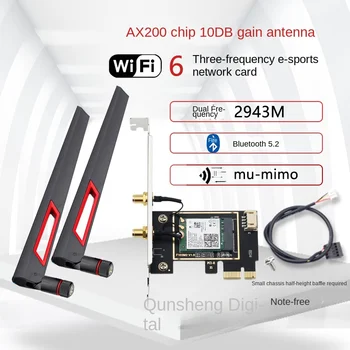 AX200 chip 10DB gain antenna
WiFi 6
Three-frequency e-sports
network card
Dual Fre-
quency
2943M
Bluetooth 5.2
mu-mimo
Small chassis half-height baffle required
Note-free
Qunsheng Digi-
tal